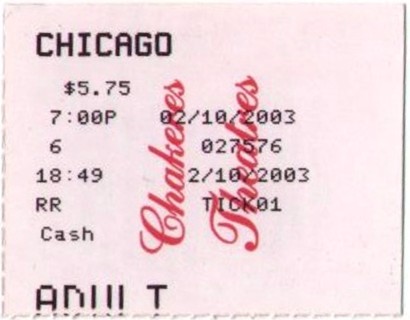 CHICAGO
$5.75
7:00P 02/10/2003
6 027576
18:49 2/10/2003
RR TICK01
Cash
ADULT
Chakeres
Theatres